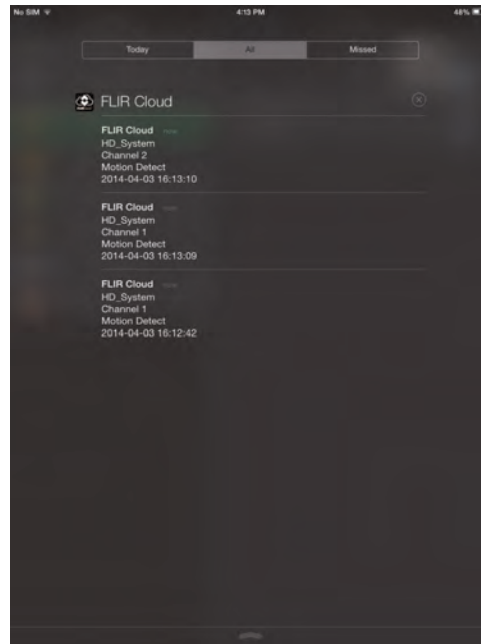 No SIM 4:13 PM 48%
Today All Missed
FLIR Cloud
FLIR Cloud now
HD_System
Channel 2
Motion Detect
2014-04-03 16:13:10
FLIR Cloud now
HD_System
Channel 1
Motion Detect
2014-04-03 16:13:09
FLIR Cloud now
HD_System
Channel 1
Motion Detect
2014-04-03 16:12:42